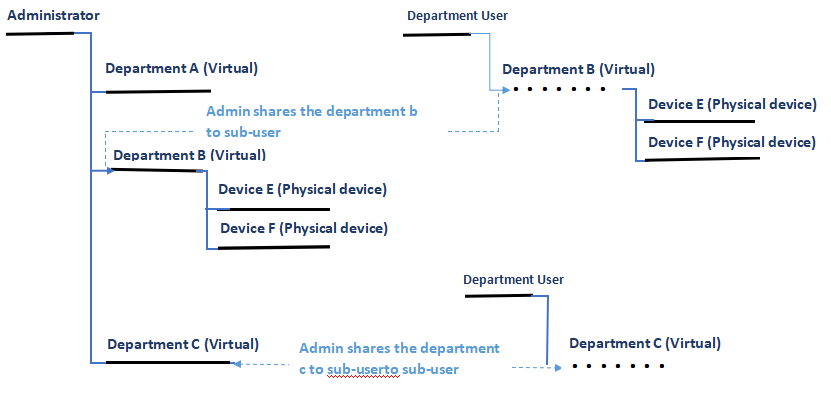 Administrator
Department A (Virtual)
Admin shares the department b
to sub-user
Department B (Virtual)
Device E (Physical device)
Device F (Physical device)
Department C (Virtual)
Department User
Department B (Virtual)
Device E (Physical device)
Device F (Physical device)
Department User
Admin shares the department
c to sub-userto sub-user
Department C (Virtual)